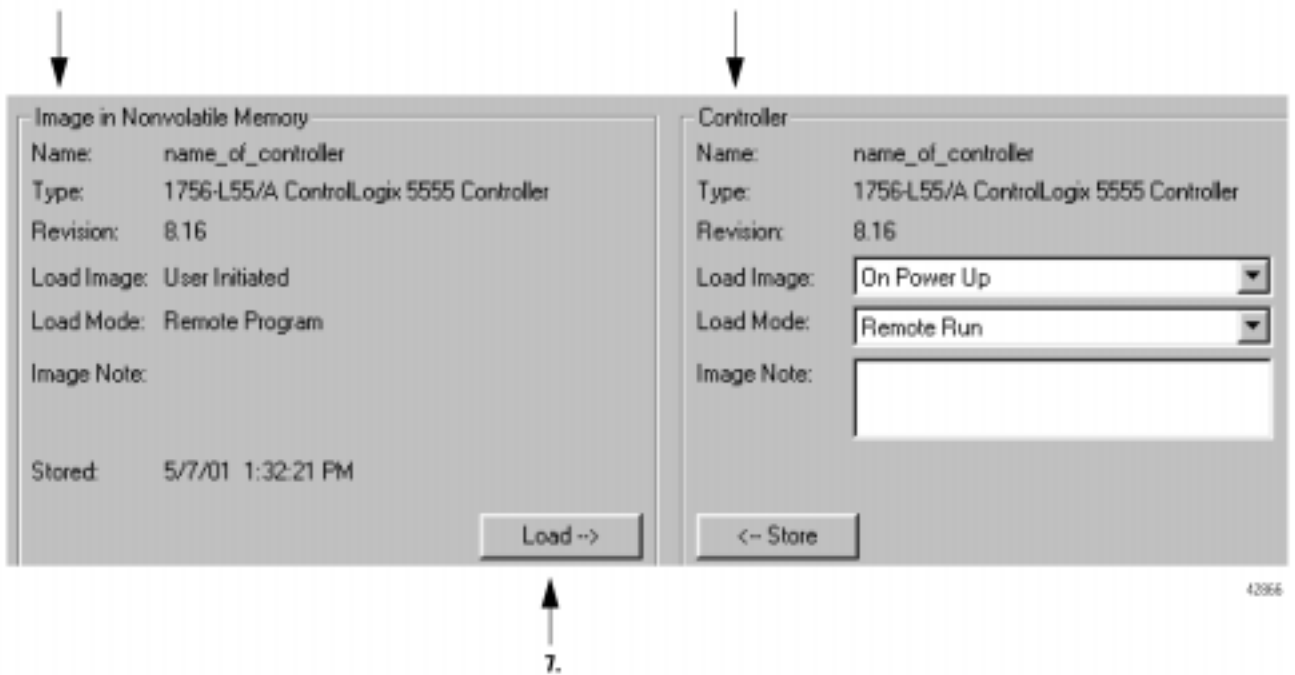 Image in Nonvolatile Memory
Name: name_of_controller
Type: 1756-L55/A ControlLogix 5555 Controller
Revision: 8.16
Load Image: User Initiated
Load Mode: Remote Program
Image Note:
Stored: 5/7/01 1:32:21 PM
Load -->
Controller
Name: name_of_controller
Type: 1756-L55/A ControlLogix 5555 Controller
Revision: 8.16
Load Image: On Power Up
Load Mode: Remote Run
Image Note:
<-- Store
42866
7.